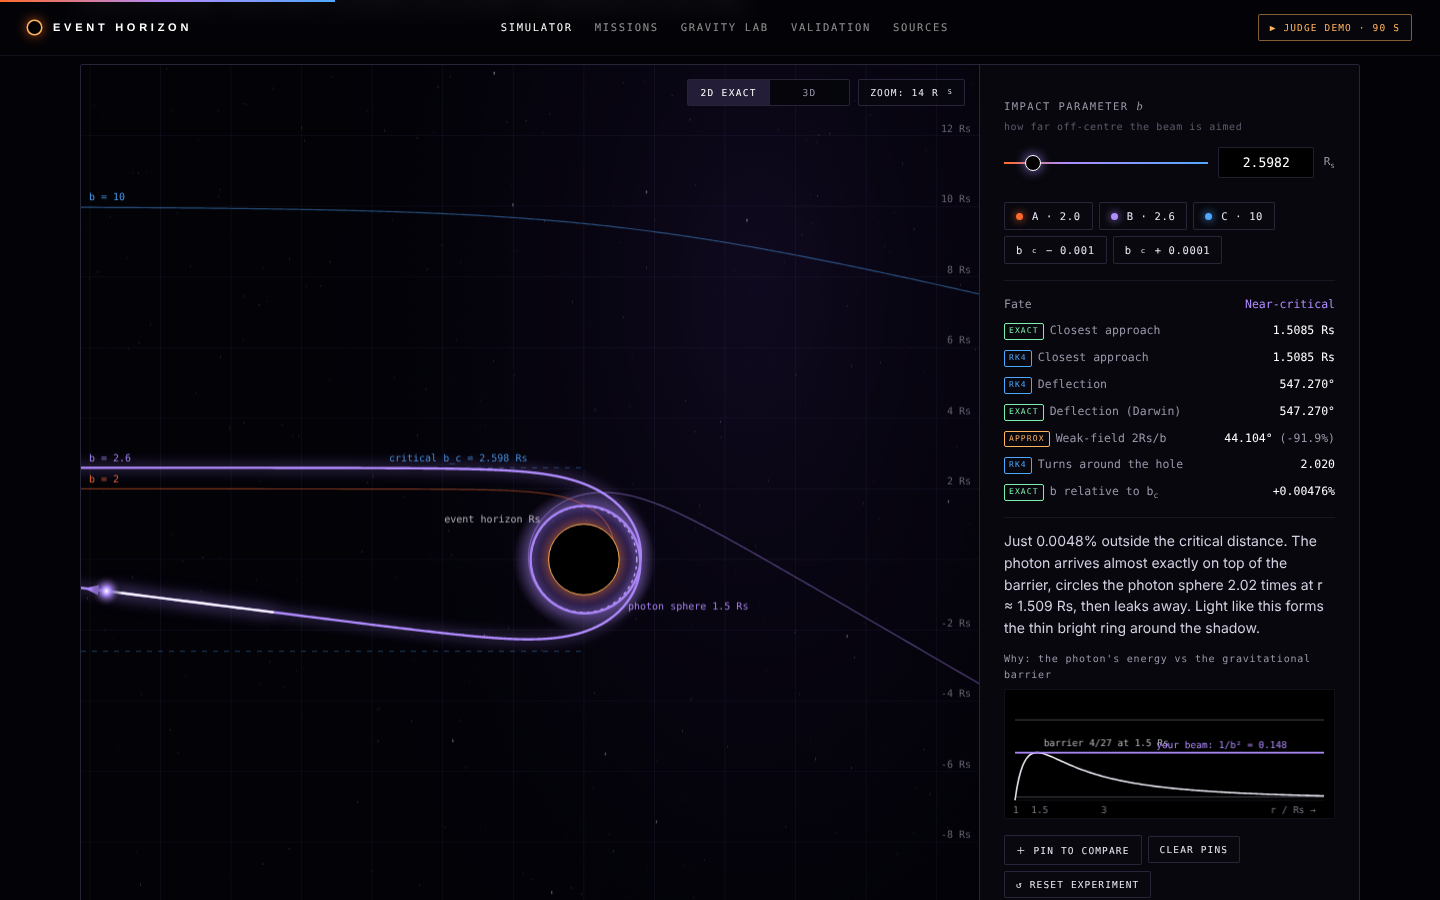 EVENT HORIZON
SIMULATOR MISSIONS GRAVITY LAB VALIDATION SOURCES
▶ JUDGE DEMO · 90 S
2D EXACT 3D ZOOM: 14 R s
12 Rs
b = 10
10 Rs
8 Rs
6 Rs
4 Rs
b = 2.6
critical b_c = 2.598 Rs
b = 2
2 Rs
event horizon Rs
photon sphere 1.5 Rs
-2 Rs
-4 Rs
-6 Rs
-8 Rs
IMPACT PARAMETER b
how far off-centre the beam is aimed
2.5982 Rs
A · 2.0 B · 2.6 C · 10
b c − 0.001 b c + 0.0001
Fate Near-critical
EXACT Closest approach 1.5085 Rs
RK4 Closest approach 1.5085 Rs
RK4 Deflection 547.270°
EXACT Deflection (Darwin) 547.270°
APPROX Weak-field 2Rs/b 44.104° (-91.9%)
RK4 Turns around the hole 2.020
EXACT b relative to bc +0.00476%
Just 0.0048% outside the critical distance. The
photon arrives almost exactly on top of the
barrier, circles the photon sphere 2.02 times at r
≈ 1.509 Rs, then leaks away. Light like this forms
the thin bright ring around the shadow.
Why: the photon's energy vs the gravitational
barrier
barrier 4/27 at 1.5 Rs
your beam: 1/b² = 0.148
1 1.5 3 r / Rs →
+ PIN TO COMPARE CLEAR PINS
↺ RESET EXPERIMENT